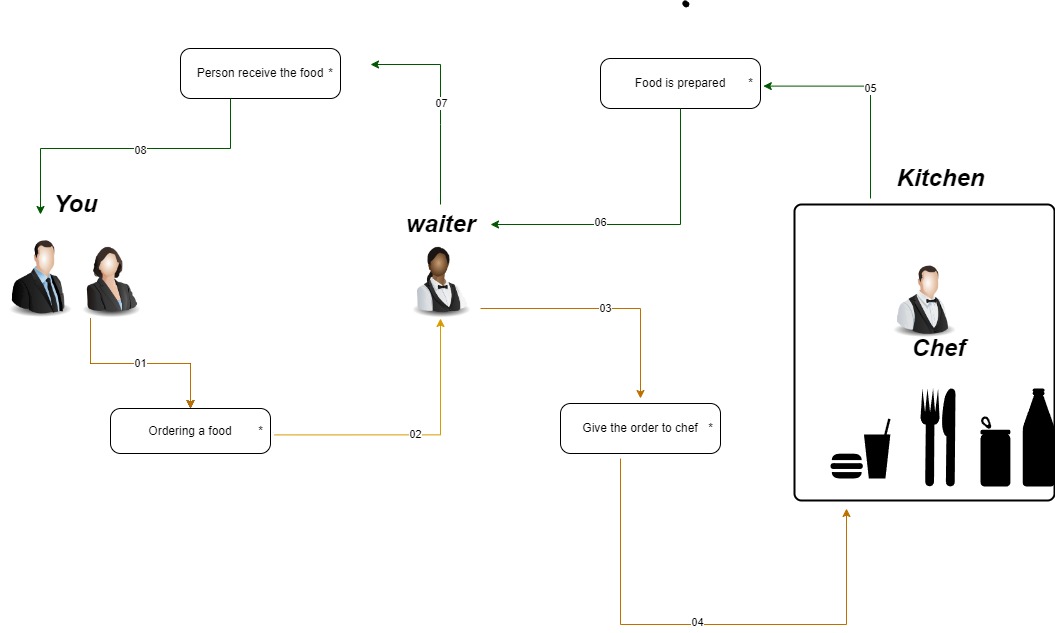 Person receive the food *
Food is prepared *
05
07
08
Kitchen
You
waiter
06
03
Chef
01
Ordering a food *
02
Give the order to chef *
04